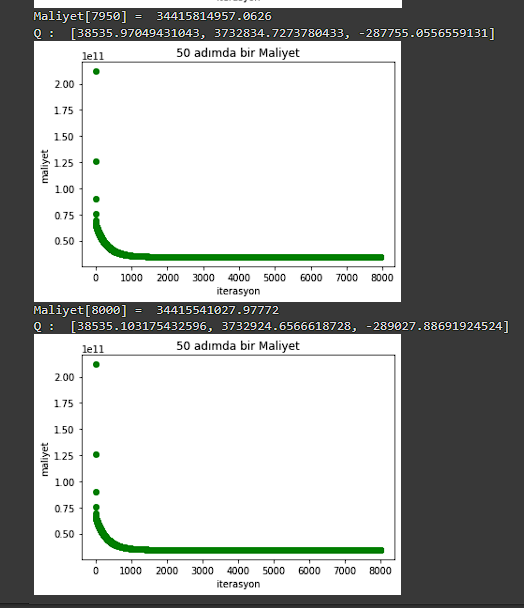 Maliyet[7950] =  34415814957.0626
Q :  [38535.97049431043, 3732834.7273780433, -287755.0556559131]
50 adımda bir Maliyet
1e11
2.00
1.75
1.50
1.25
1.00
0.75
0.50
maliyet
0 1000 2000 3000 4000 5000 6000 7000 8000
iterasyon
Maliyet[8000] =  34415541027.97772
Q :  [38535.103175432596, 3732924.6566618728, -289027.88691924524]
50 adımda bir Maliyet
1e11
2.00
1.75
1.50
1.25
1.00
0.75
0.50
maliyet
0 1000 2000 3000 4000 5000 6000 7000 8000
iterasyon